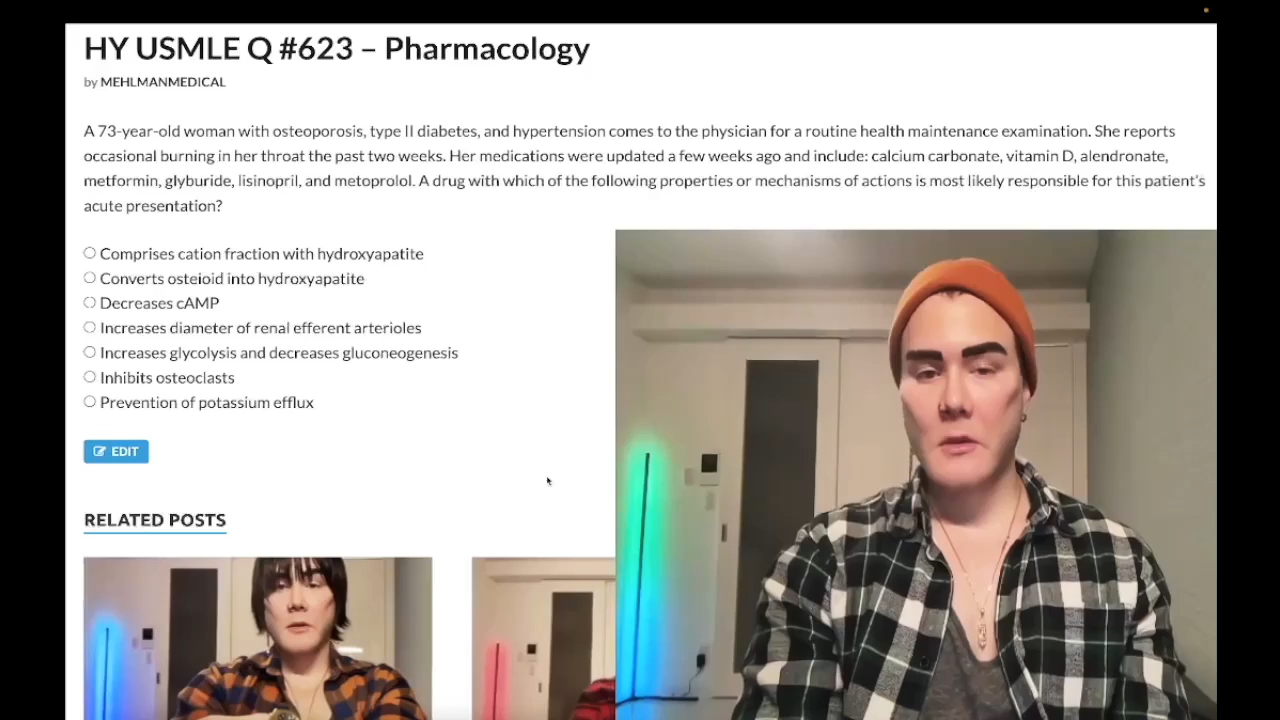 HY USMLE Q #623 – Pharmacology
by MEHLMANMEDICAL
A 73-year-old woman with osteoporosis, type II diabetes, and hypertension comes to the physician for a routine health maintenance examination. She reports
occasional burning in her throat the past two weeks. Her medications were updated a few weeks ago and include: calcium carbonate, vitamin D, alendronate,
metformin, glyburide, lisinopril, and metoprolol. A drug with which of the following properties or mechanisms of actions is most likely responsible for this patient's
acute presentation?
Comprises cation fraction with hydroxyapatite
Converts osteioid into hydroxyapatite
Decreases cAMP
Increases diameter of renal efferent arterioles
Increases glycolysis and decreases gluconeogenesis
Inhibits osteoclasts
Prevention of potassium efflux
EDIT
RELATED POSTS